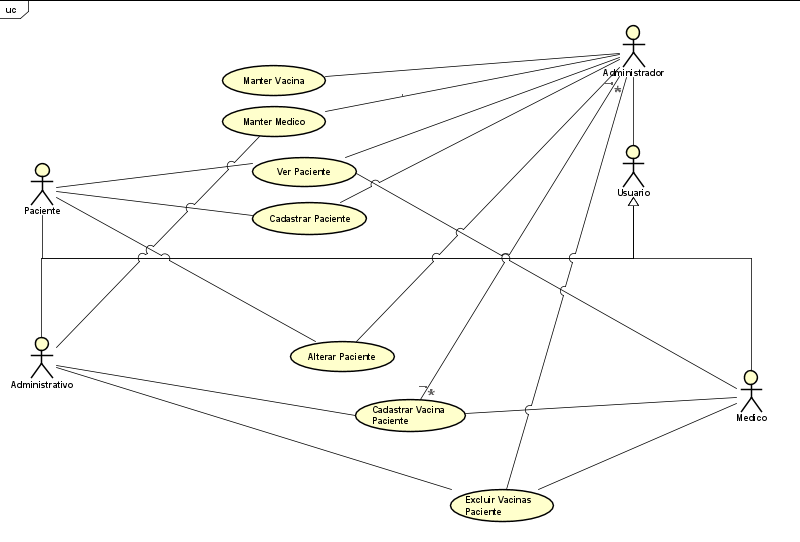 uc
Administrador
Manter Vacina
*
Manter Medico
Ver Paciente
Usuario
Paciente
Cadastrar Paciente
Alterar Paciente
Administrativo
*
Cadastrar Vacina
Paciente
Medico
Excluir Vacinas
Paciente